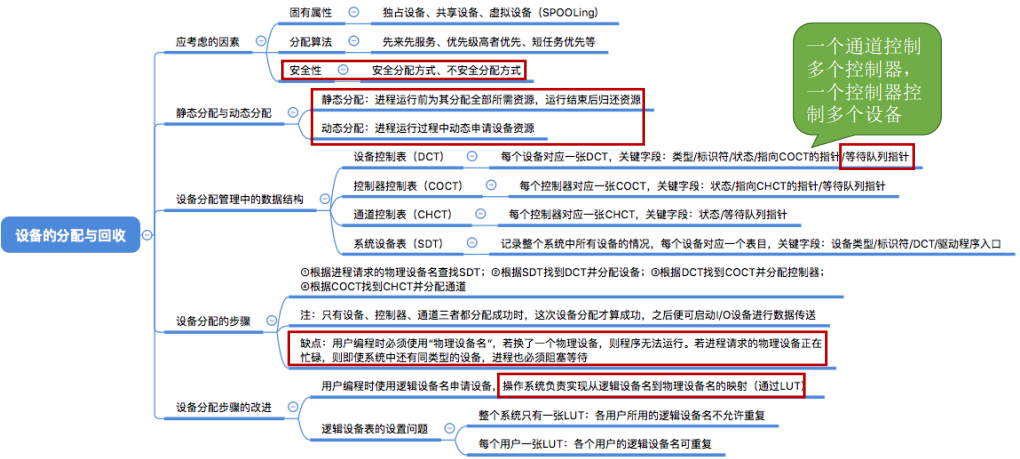 设备的分配与回收
应考虑的因素
固有属性
独占设备、共享设备、虚拟设备（SPOOLing）
分配算法
先来先服务、优先级高者优先、短任务优先等
安全性
安全分配方式、不安全分配方式
静态分配与动态分配
静态分配：进程运行前为其分配全部所需资源，运行结束后归还资源
动态分配：进程运行过程中动态申请设备资源
一个通道控制
多个控制器，
一个控制器控
制多个设备
设备分配管理中的数据结构
设备控制表（DCT）
每个设备对应一张DCT，关键字段：类型/标识符/状态/指向COCT的指针/等待队列指针
控制器控制表（COCT）
每个控制器对应一张COCT，关键字段：状态/指向CHCT的指针/等待队列指针
通道控制表（CHCT）
每个控制器对应一张CHCT，关键字段：状态/等待队列指针
系统设备表（SDT）
记录整个系统中所有设备的情况，每个设备对应一个表目，关键字段：设备类型/标识符/DCT/驱动程序入口
设备分配的步骤
①根据进程请求的物理设备名查找SDT；②根据SDT找到DCT并分配设备；③根据DCT找到COCT并分配控制器；
④根据COCT找到CHCT并分配通道
注：只有设备、控制器、通道三者都分配成功时，这次设备分配才算成功，之后便可启动I/O设备进行数据传送
缺点：用户编程时必须使用“物理设备名”，若换了一个物理设备，则程序无法运行。若进程请求的物理设备正在
忙碌，则即使系统中还有同类型的设备，进程也必须阻塞等待
设备分配步骤的改进
用户编程时使用逻辑设备名申请设备，操作系统负责实现从逻辑设备名到物理设备名的映射（通过LUT）
逻辑设备表的设置问题
整个系统只有一张LUT：各用户所用的逻辑设备名不允许重复
每个用户一张LUT：各个用户的逻辑设备名可重复